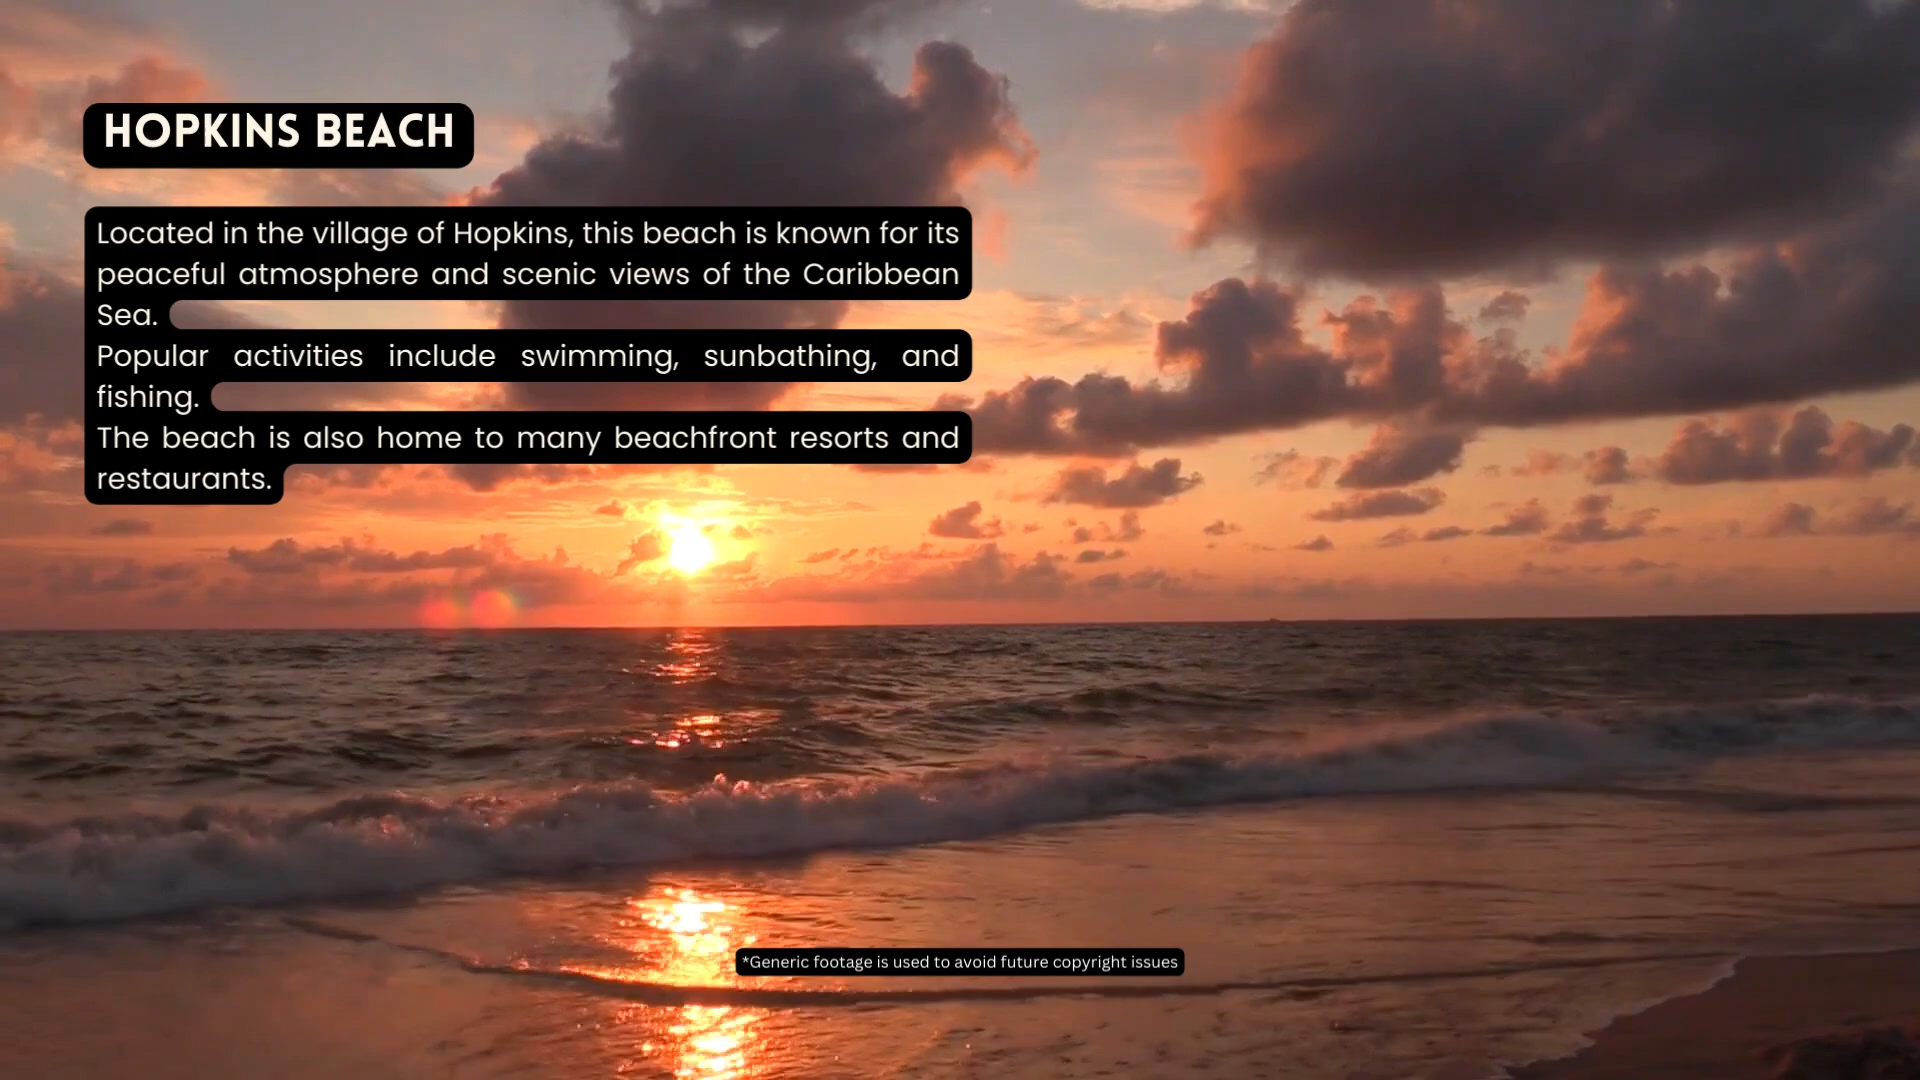 HOPKINS BEACH
Located in the village of Hopkins, this beach is known for its
peaceful atmosphere and scenic views of the Caribbean
Sea.
Popular activities include swimming, sunbathing, and
fishing.
The beach is also home to many beachfront resorts and
restaurants.
*Generic footage is used to avoid future copyright issues